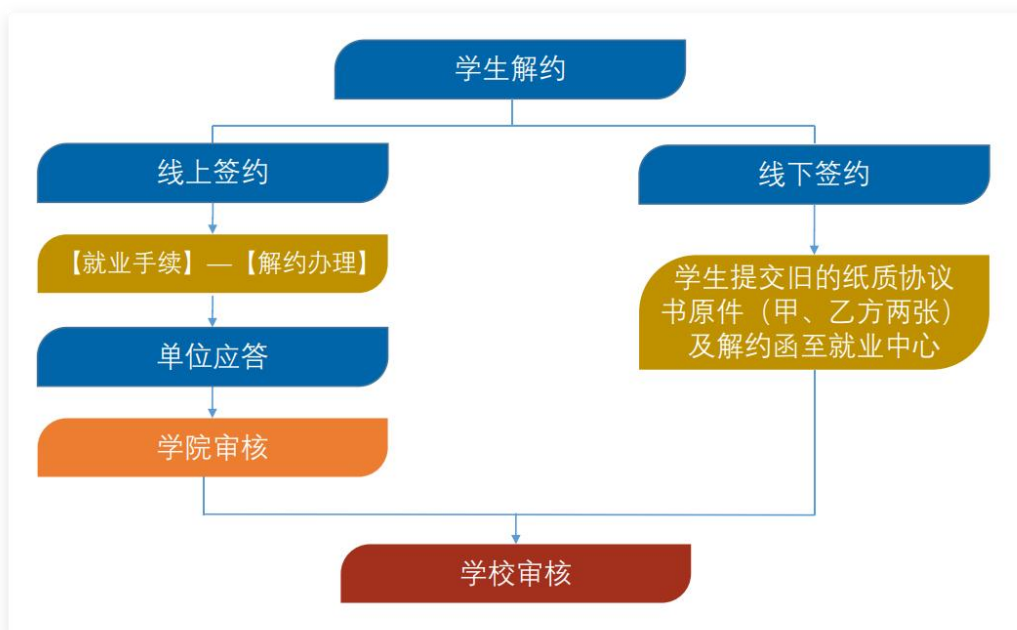 学生解约
线上签约
线下签约
【就业手续】—【解约办理】
学生提交旧的纸质协议
书原件（甲、乙方两张）
及解约函至就业中心
单位应答
学院审核
学校审核